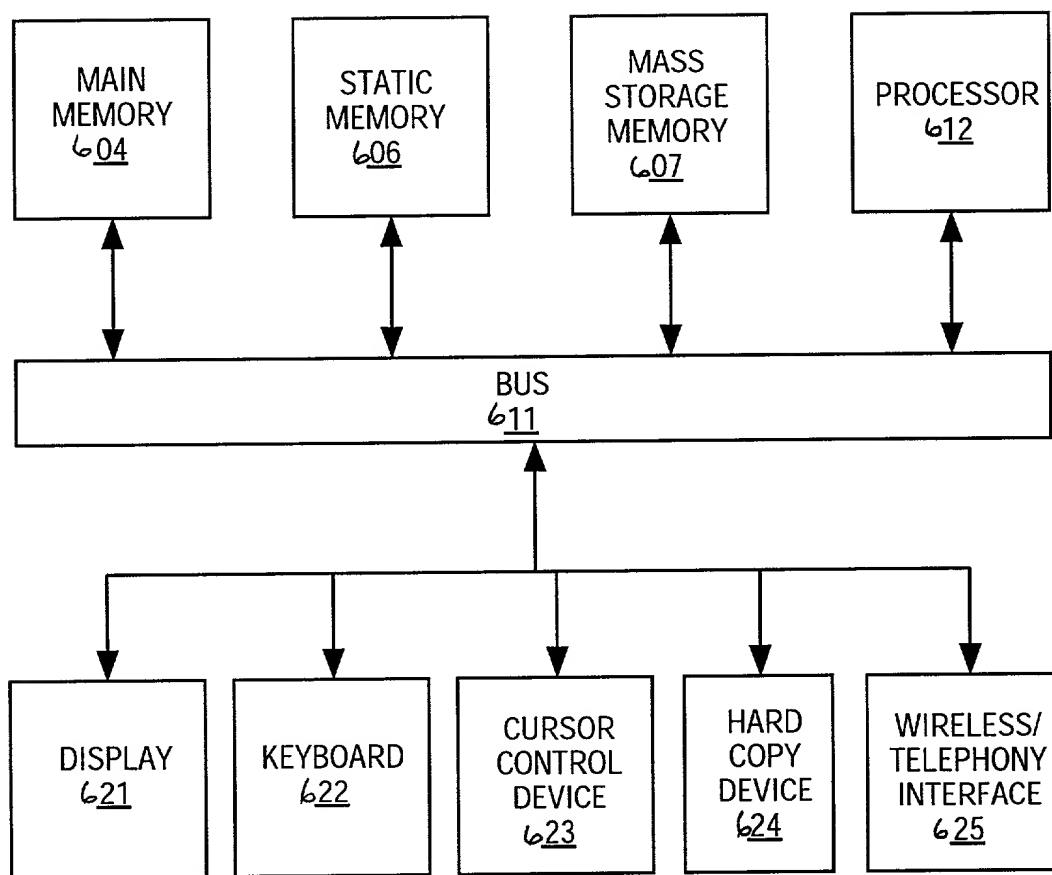 MAIN
MEMORY
604
STATIC
MEMORY
606
MASS
STORAGE
MEMORY
607
PROCESSOR
612
BUS
611
DISPLAY
621
KEYBOARD
622
CURSOR
CONTROL
DEVICE
623
HARD
COPY
DEVICE
624
WIRELESS/
TELEPHONY
INTERFACE
625